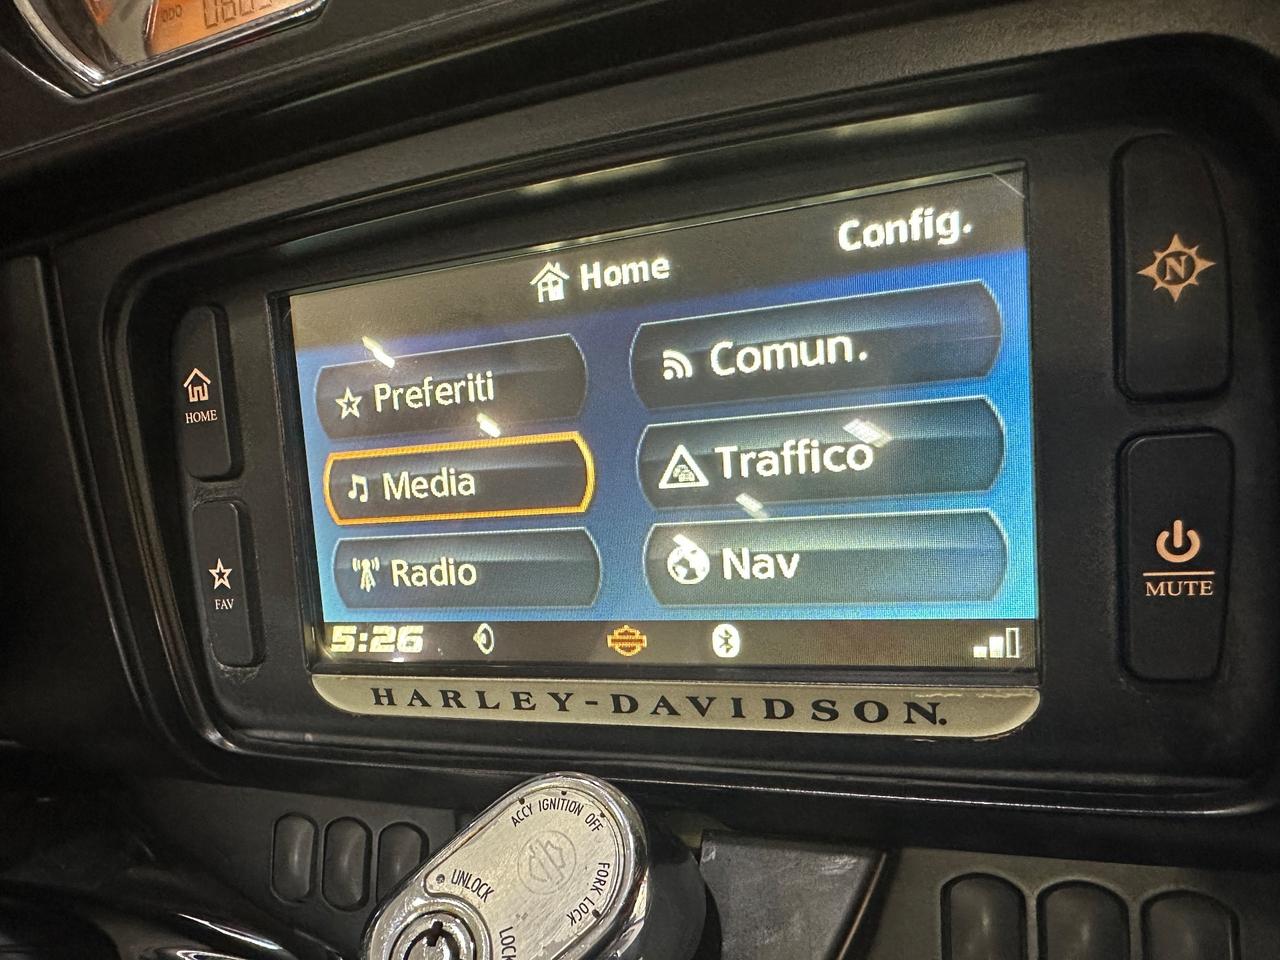 ODO
Config.
Home
Preferiti
Comun.
Media
Traffico
Radio
Nav
5:26
HOME
FAV
N
MUTE
HARLEY-DAVIDSON.
ACCY IGNITION OFF
FORK LOCK
UNLOCK
LOCK